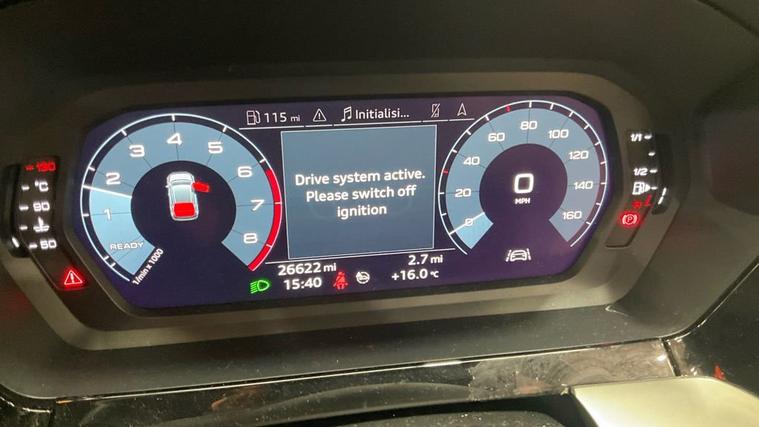 115 mi
Initialisi...
130
°C
90
50
1
2
3
4
5
6
7
8
READY
1/min x 1000
Drive system active.
Please switch off
ignition
0
20
40
60
80
100
120
140
160
0
MPH
1/1
1/2
P
26622 mi
2.7 mi
15:40
+16.0 °C